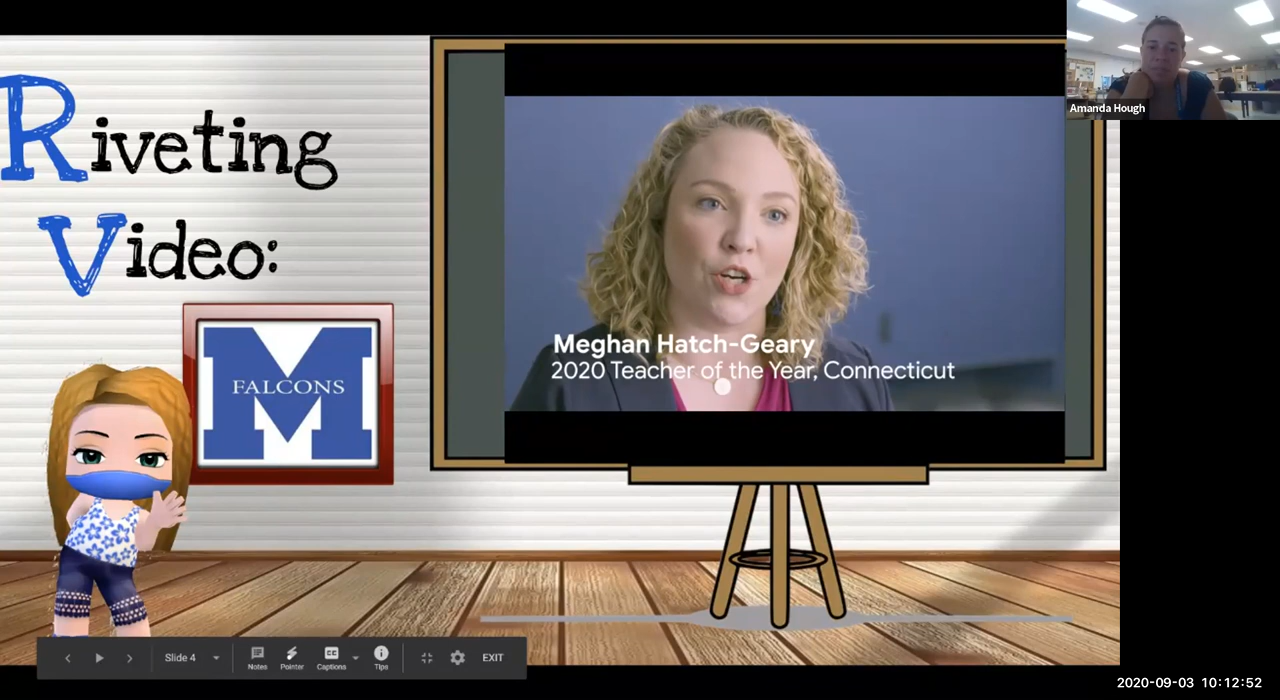 Riveting
Video:
FALCONS
Meghan Hatch-Geary
2020 Teacher of the Year, Connecticut
Amanda Hough
Slide 4
Notes
Pointer
CC
Captions
Tips
EXIT
2020-09-03 10:12:52